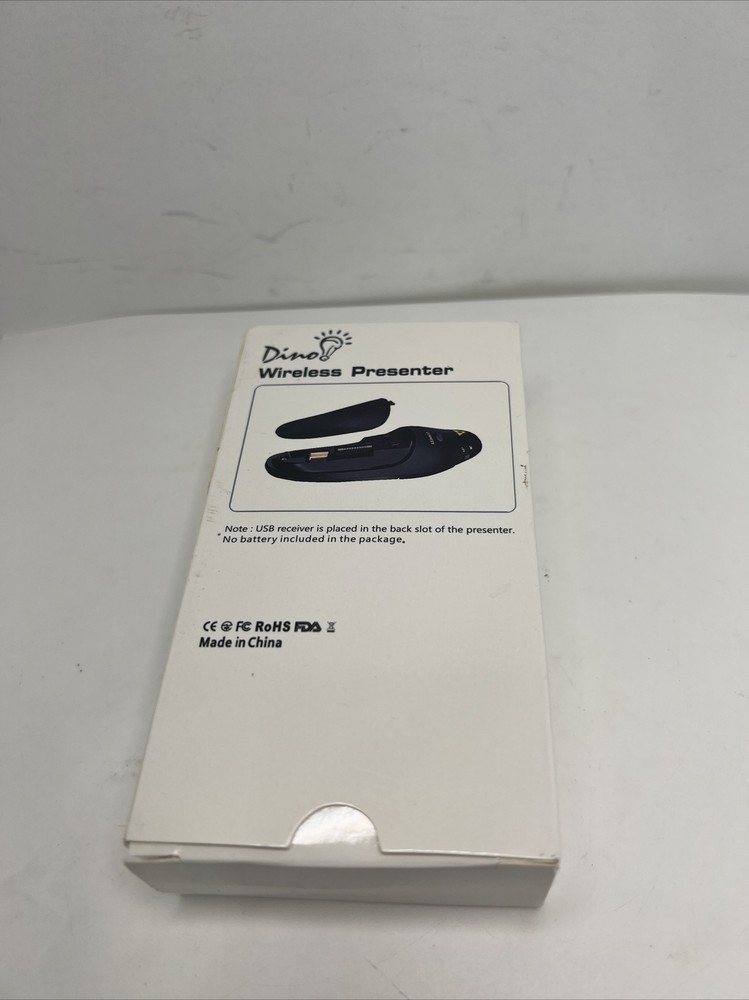 Dino
Wireless Presenter
Note : USB receiver is placed in the back slot of the presenter.
* No battery included in the package.
CE FC RoHS FDA
Made in China